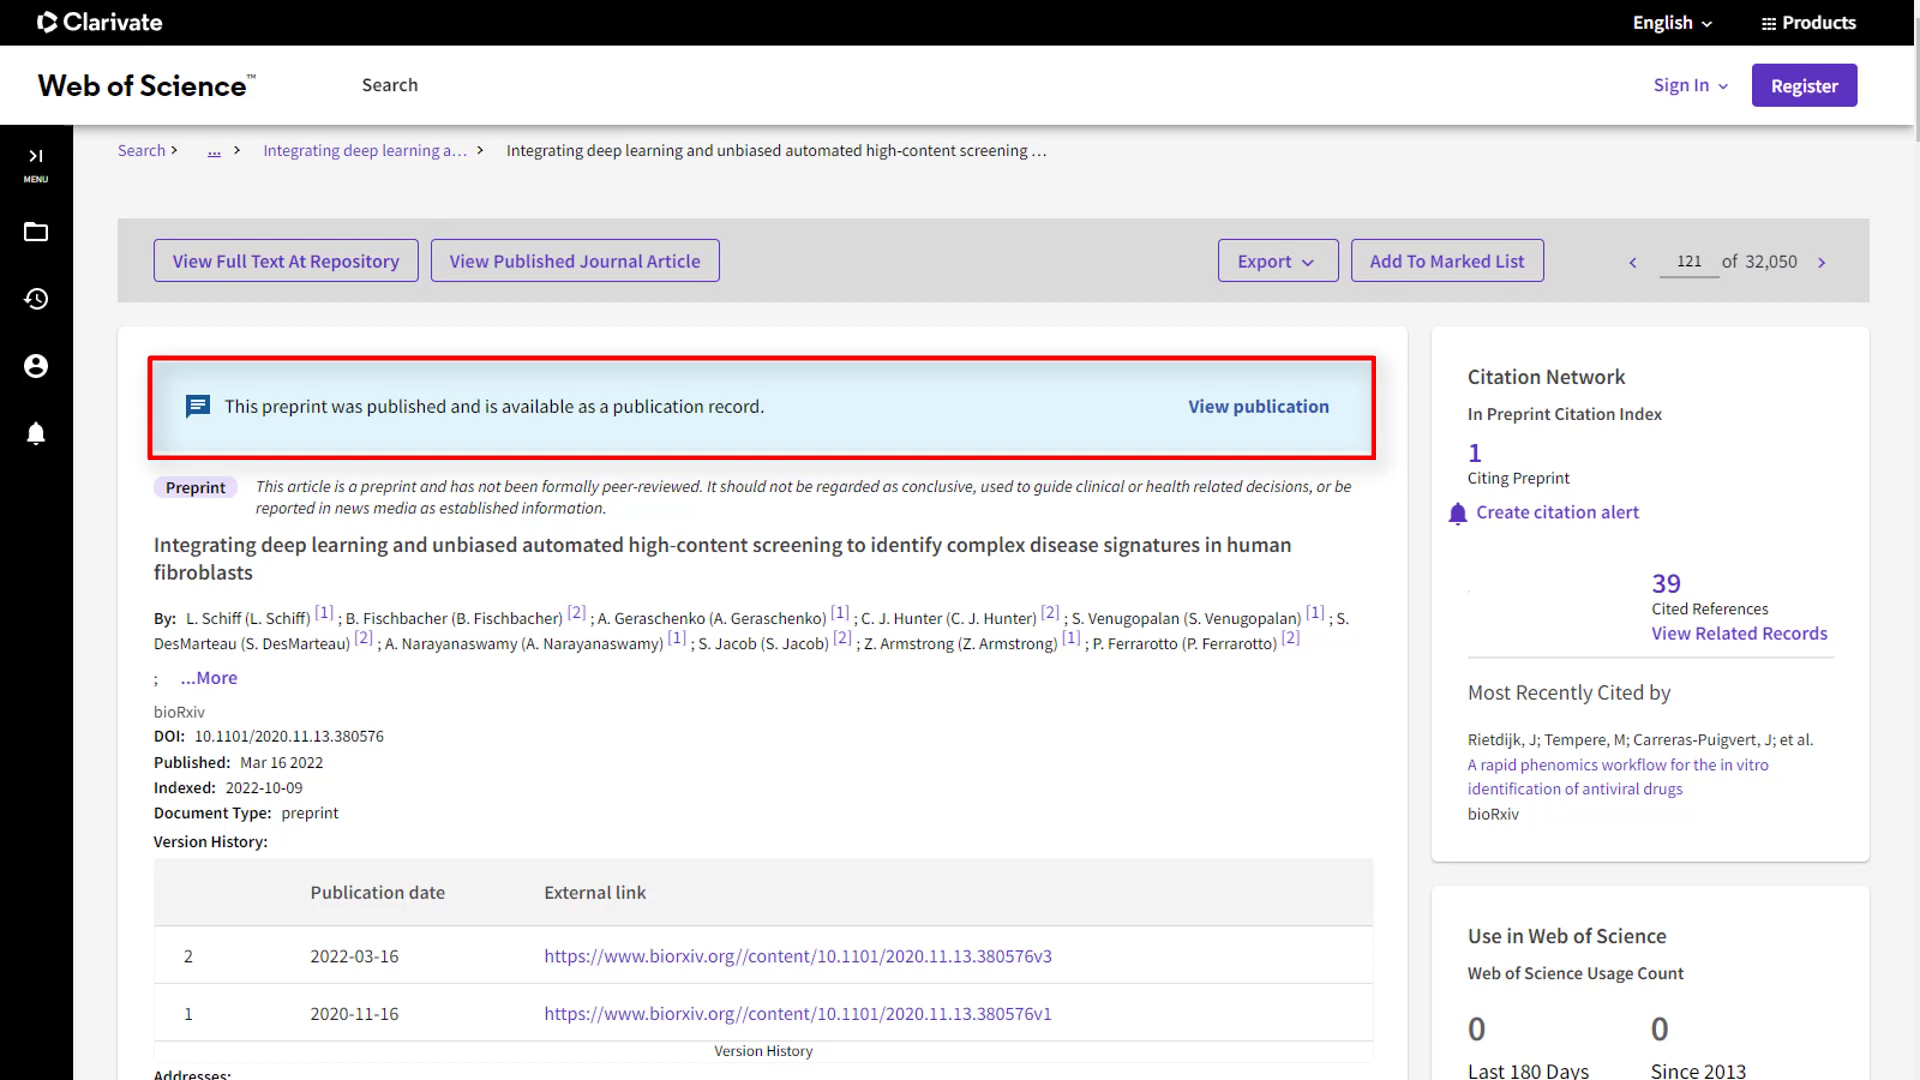 Clarivate
English
Products
Web of Science™
Search
Sign In
Register
MENU
Search > ... > Integrating deep learning a… > Integrating deep learning and unbiased automated high-content screening …
View Full Text At Repository
View Published Journal Article
Export
Add To Marked List
121 of 32,050
This preprint was published and is available as a publication record.
View publication
Preprint
This article is a preprint and has not been formally peer-reviewed. It should not be regarded as conclusive, used to guide clinical or health related decisions, or be
reported in news media as established information.
Integrating deep learning and unbiased automated high-content screening to identify complex disease signatures in human
fibroblasts
By: L. Schiff (L. Schiff) [1] ; B. Fischbacher (B. Fischbacher) [2] ; A. Geraschenko (A. Geraschenko) [1] ; C. J. Hunter (C. J. Hunter) [2] ; S. Venugopalan (S. Venugopalan) [1] ; S.
DesMarteau (S. DesMarteau) [2] ; A. Narayanaswamy (A. Narayanaswamy) [1] ; S. Jacob (S. Jacob) [2] ; Z. Armstrong (Z. Armstrong) [1] ; P. Ferrarotto (P. Ferrarotto) [2]
; ...More
bioRxiv
DOI: 10.1101/2020.11.13.380576
Published: Mar 16 2022
Indexed: 2022-10-09
Document Type: preprint
Version History:
Publication date External link
2 2022-03-16 https://www.biorxiv.org//content/10.1101/2020.11.13.380576v3
1 2020-11-16 https://www.biorxiv.org//content/10.1101/2020.11.13.380576v1
Version History
Addresses:
Citation Network
In Preprint Citation Index
1
Citing Preprint
Create citation alert
39
Cited References
View Related Records
Most Recently Cited by
Rietdijk, J; Tempere, M; Carreras-Puigvert, J; et al.
A rapid phenomics workflow for the in vitro
identification of antiviral drugs
bioRxiv
Use in Web of Science
Web of Science Usage Count
0 0
Last 180 Days Since 2013